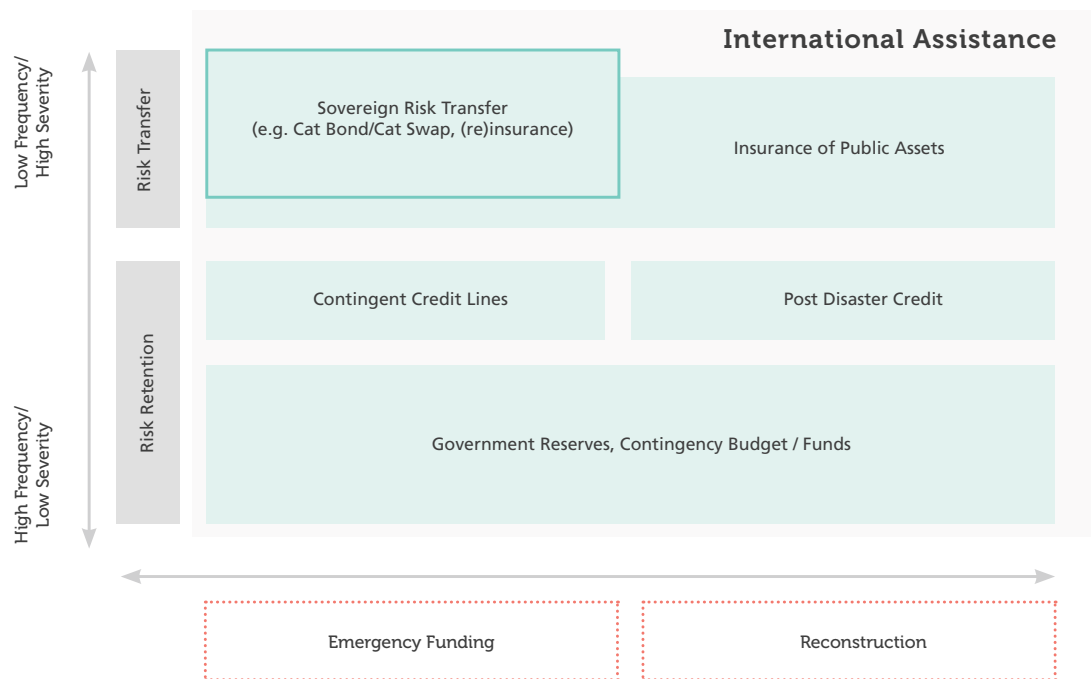 International Assistance
Low Frequency/
High Severity
Risk Transfer
Sovereign Risk Transfer
(e.g. Cat Bond/Cat Swap, (re)insurance)
Insurance of Public Assets
Contingent Credit Lines
Post Disaster Credit
Risk Retention
High Frequency/
Low Severity
Government Reserves, Contingency Budget / Funds
Emergency Funding
Reconstruction